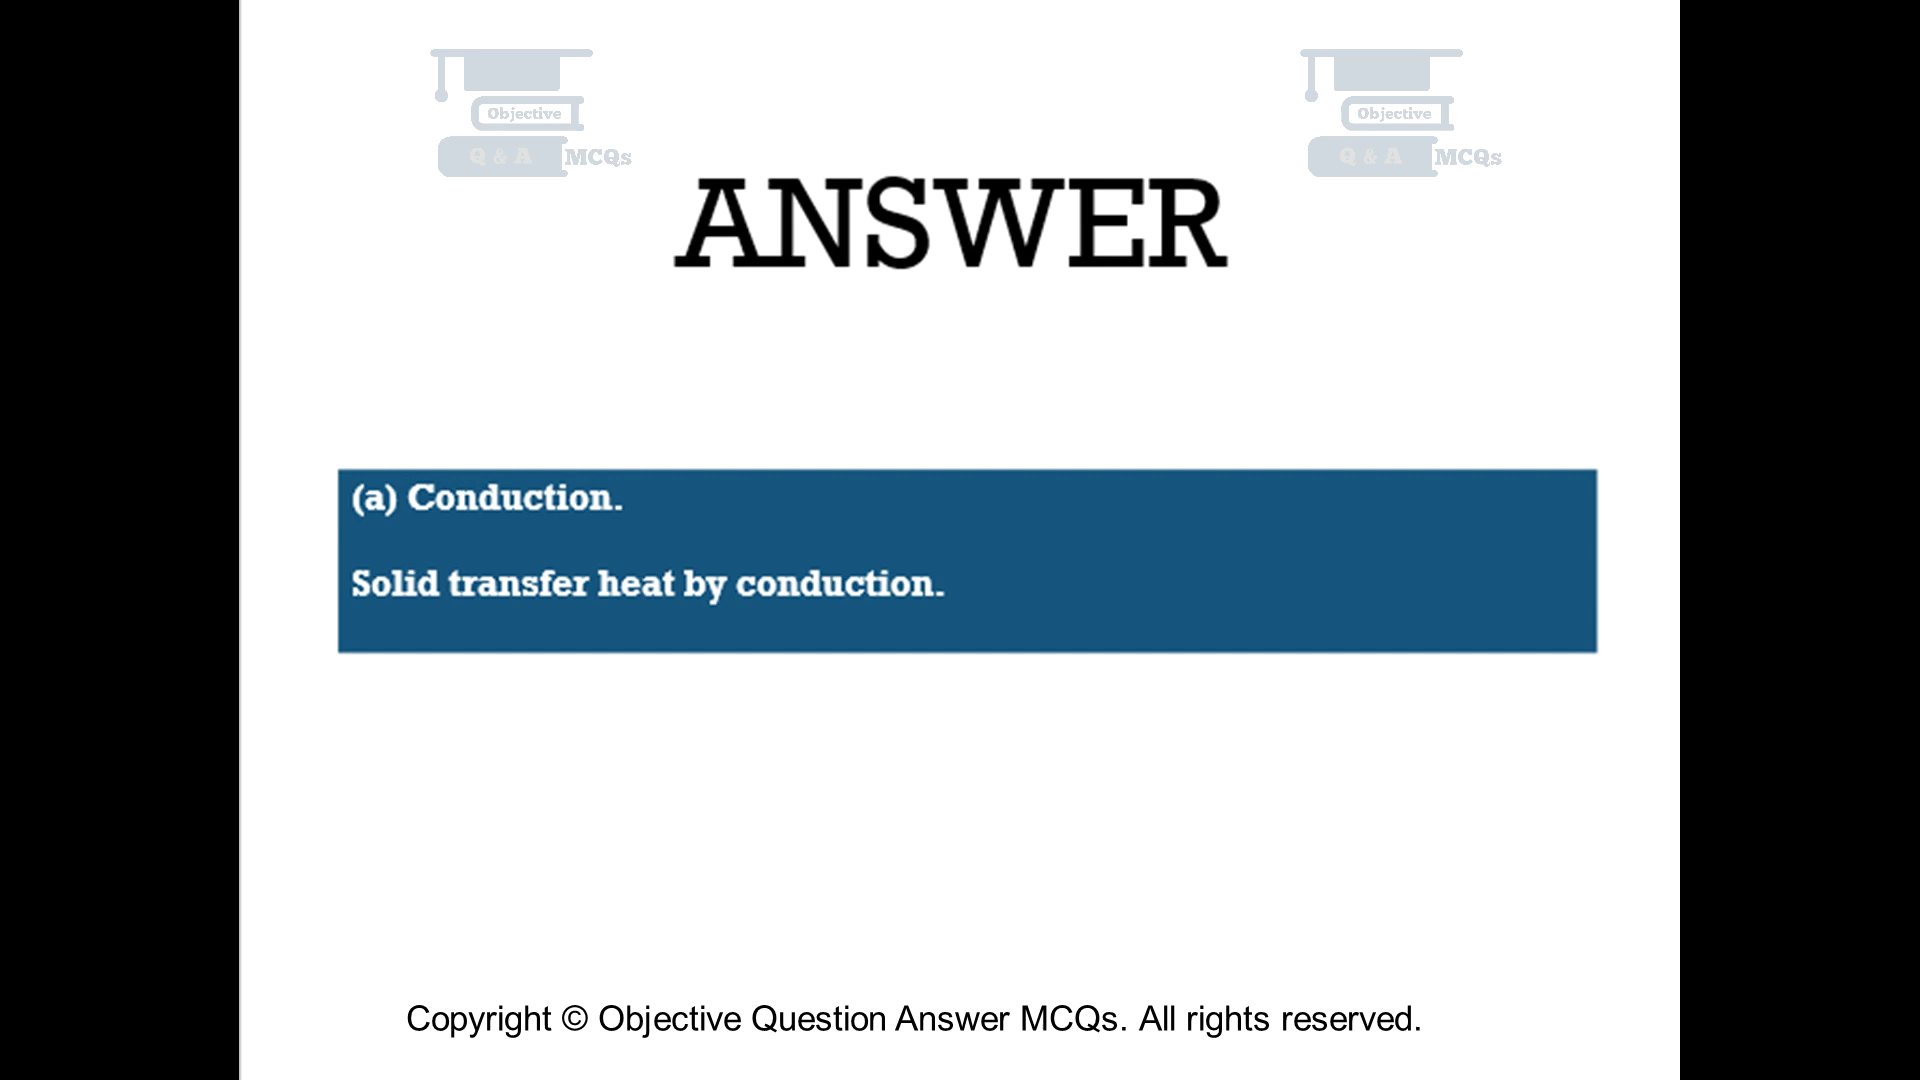 Objective
Q & A MCQs
Objective
Q & A MCQs
ANSWER
(a) Conduction.
Solid transfer heat by conduction.
Copyright © Objective Question Answer MCQs. All rights reserved.